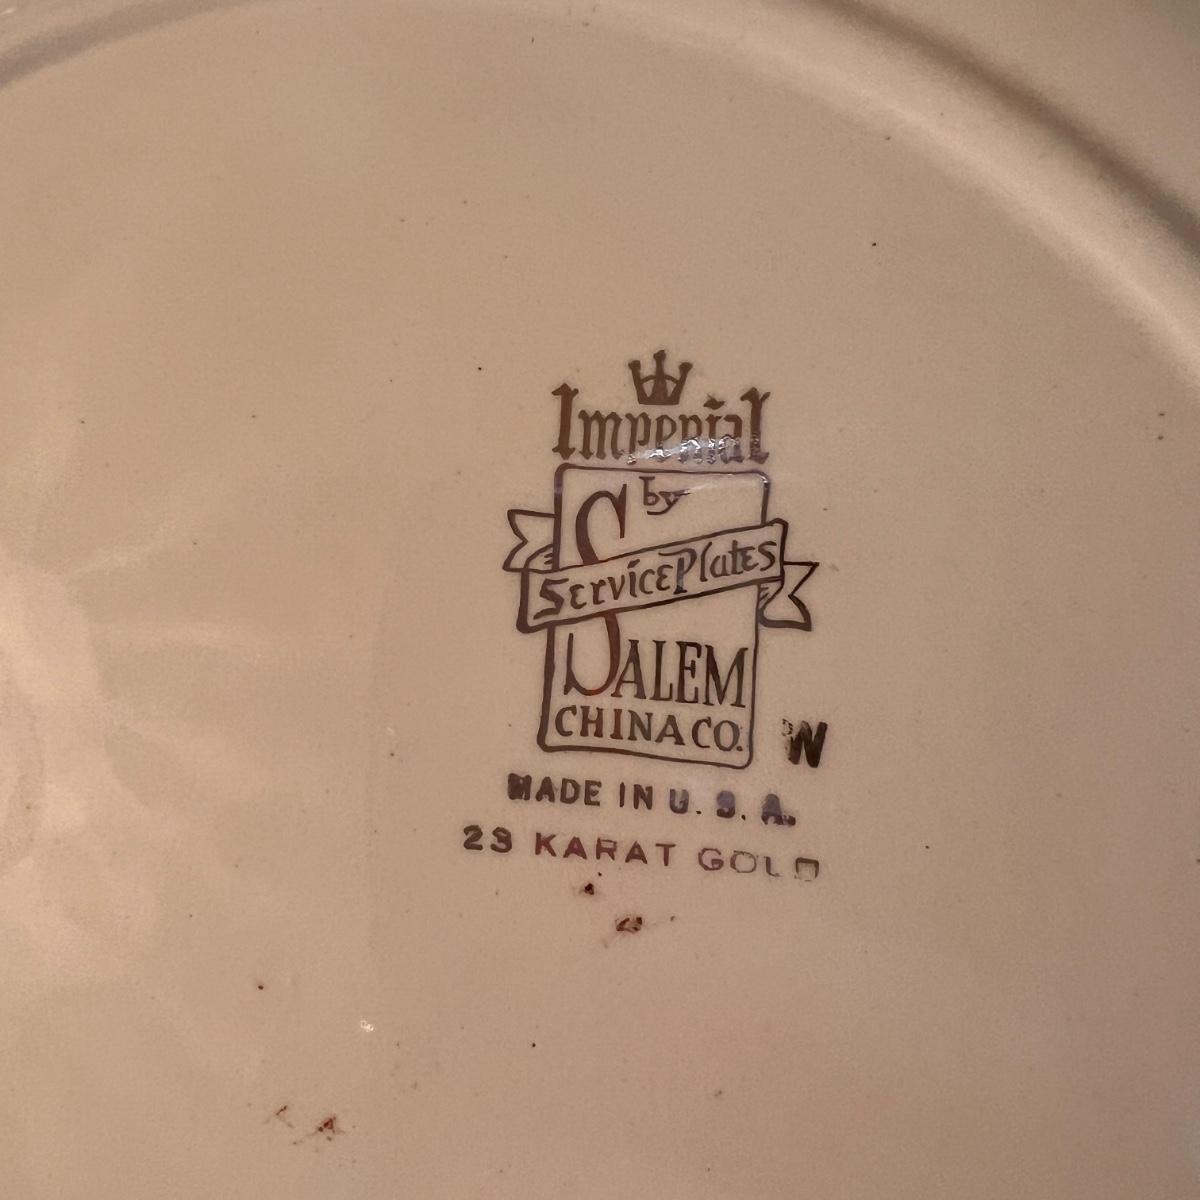 Imperial
by
Service Plates
SALEM
CHINA CO.
W
MADE IN U. S. A.
23 KARAT GOLD